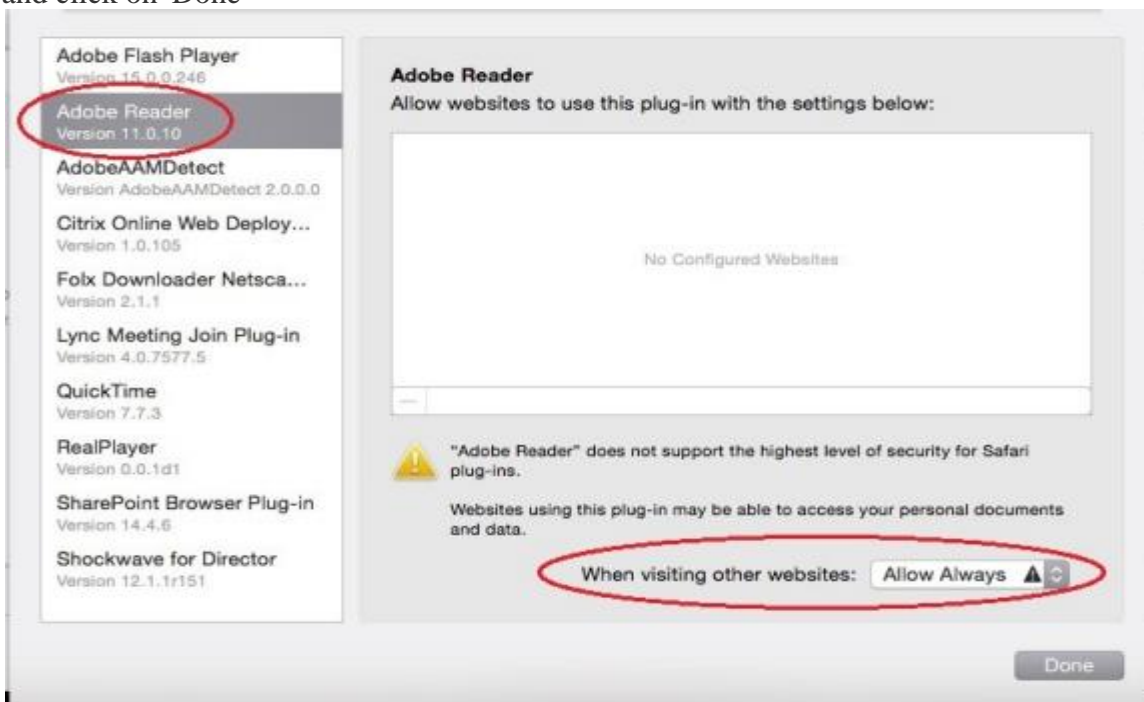 and click on 'Done'
Adobe Flash Player
Version 15.0.0.246
Adobe Reader
Version 11.0.10
AdobeAAMDetect
Version AdobeAAMDetect 2.0.0.0
Citrix Online Web Deploy...
Version 1.0.105
Folx Downloader Netsca...
Version 2.1.1
Lync Meeting Join Plug-in
Version 4.0.7577.5
QuickTime
Version 7.7.3
RealPlayer
Version 0.0.1d1
SharePoint Browser Plug-in
Version 14.4.6
Shockwave for Director
Version 12.1.1r151
Adobe Reader
Allow websites to use this plug-in with the settings below:
No Configured Websites
"Adobe Reader" does not support the highest level of security for Safari
plug-ins.
Websites using this plug-in may be able to access your personal documents
and data.
When visiting other websites: Allow Always
Done